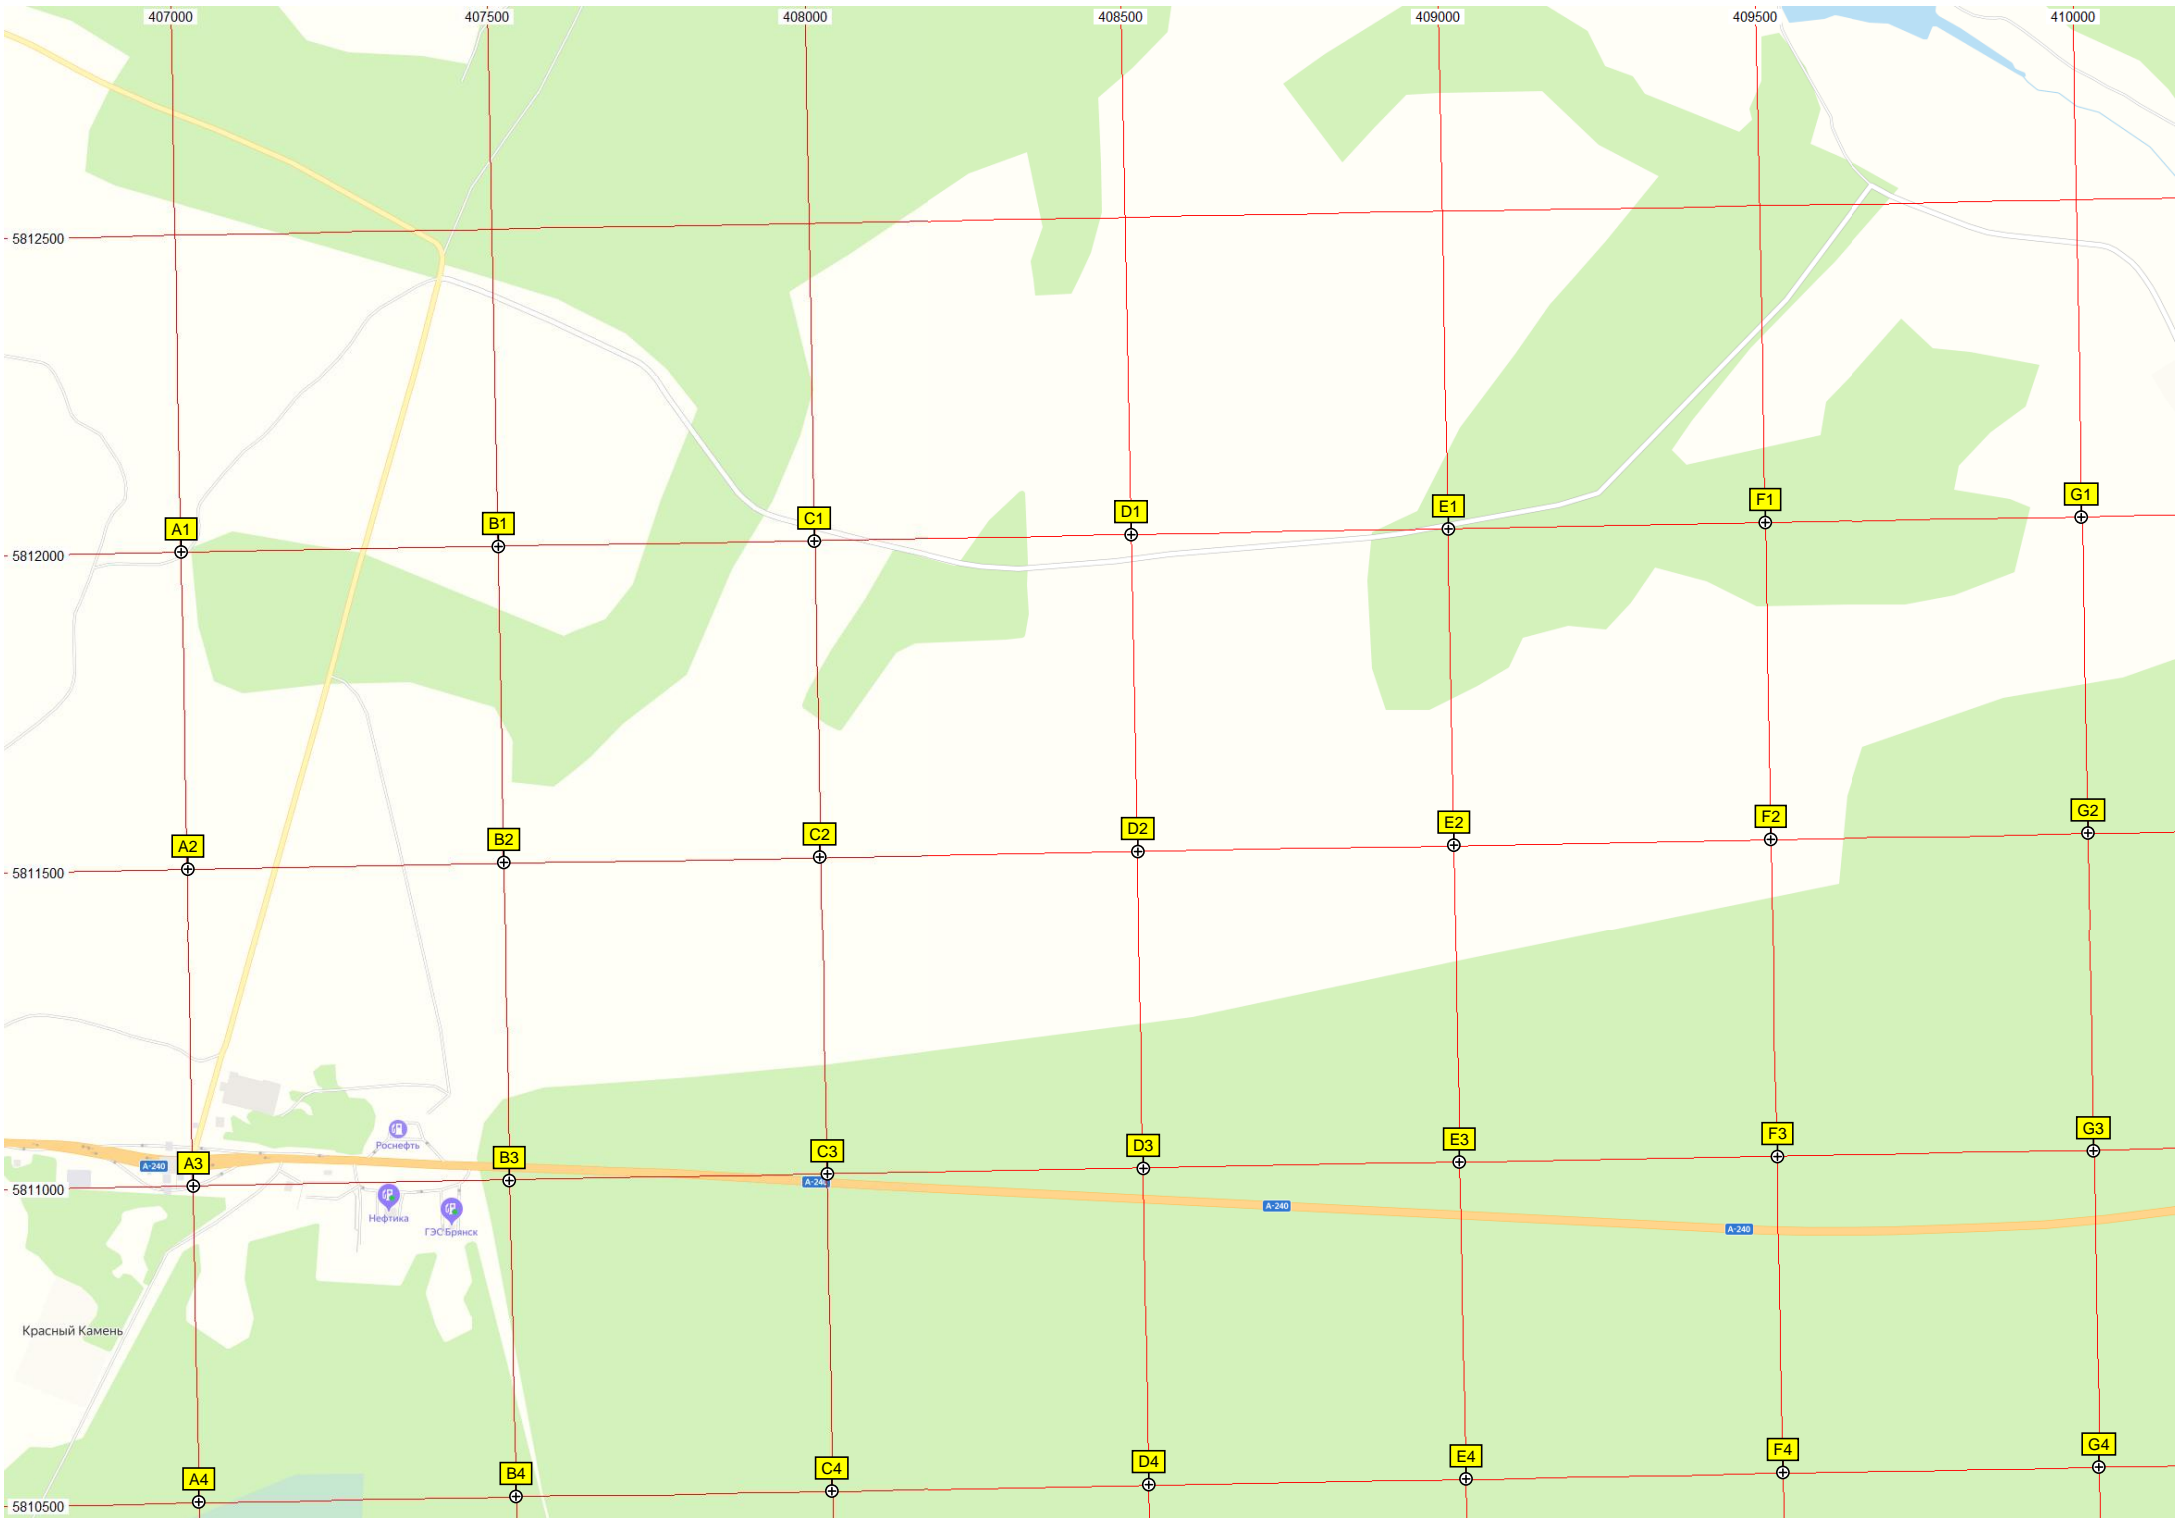 407000 407500 408000 408500 409000 409500 410000
5812500
A1 B1 C1 D1 E1 F1 G1
5812000
A2 B2 C2 D2 E2 F2 G2
5811500
Роснефть
A-240 A3 B3 C3 D3 E3 F3 G3
5811000
A-240 A-240 A-240
Нефтика
ГЭС Брянск
Красный Камень
A4 B4 C4 D4 E4 F4 G4
5810500